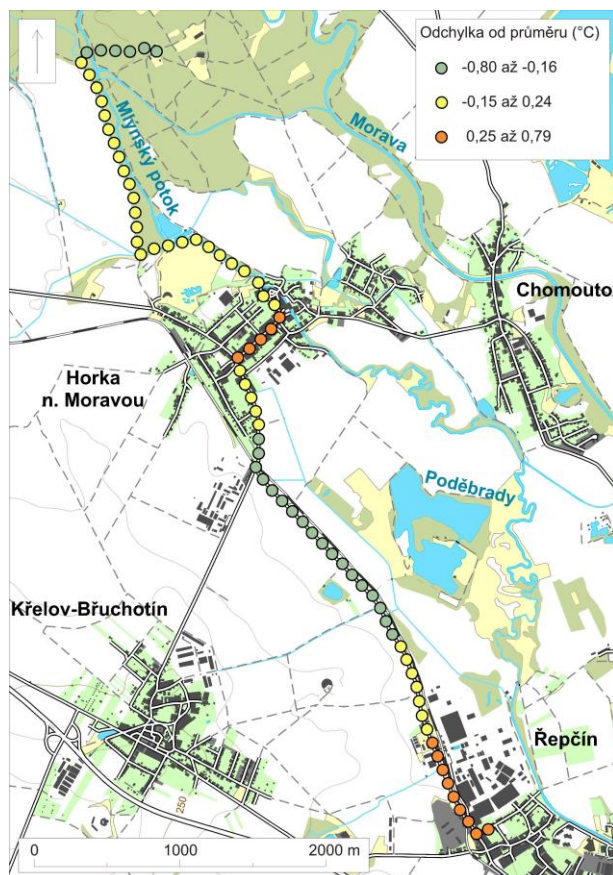 Odchylka od průměru (°C)
-0,80 až -0,16
-0,15 až 0,24
0,25 až 0,79
Mlýnský potok
Morava
Chomouto
Horka
n. Moravou
Poděbrady
Křelov-Břuchotín
Řepčín
250
0 1000 2000 m